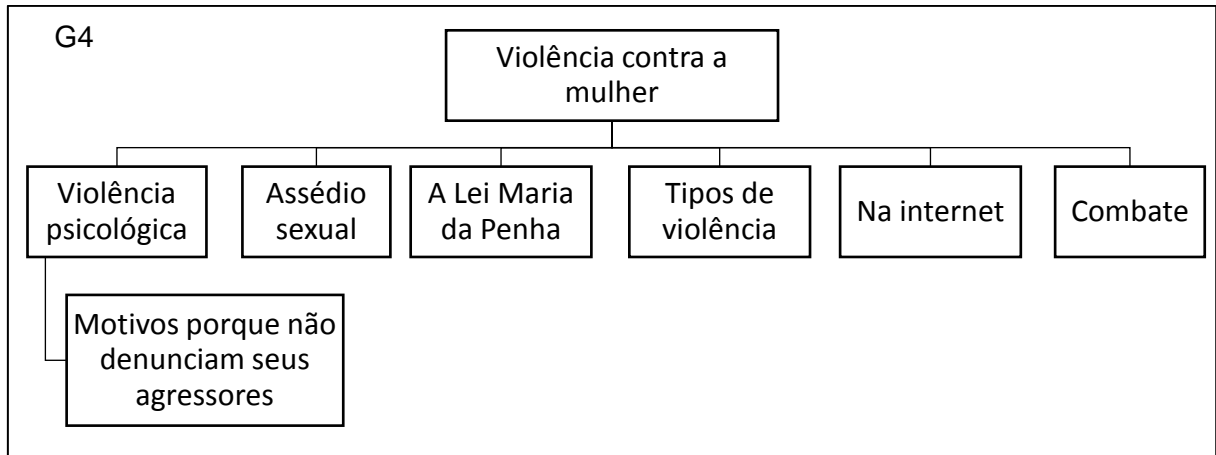 G4
Violência contra a
mulher
Violência
psicológica
Assédio
sexual
A Lei Maria
da Penha
Tipos de
violência
Na internet
Combate
Motivos porque não
denunciam seus
agressores